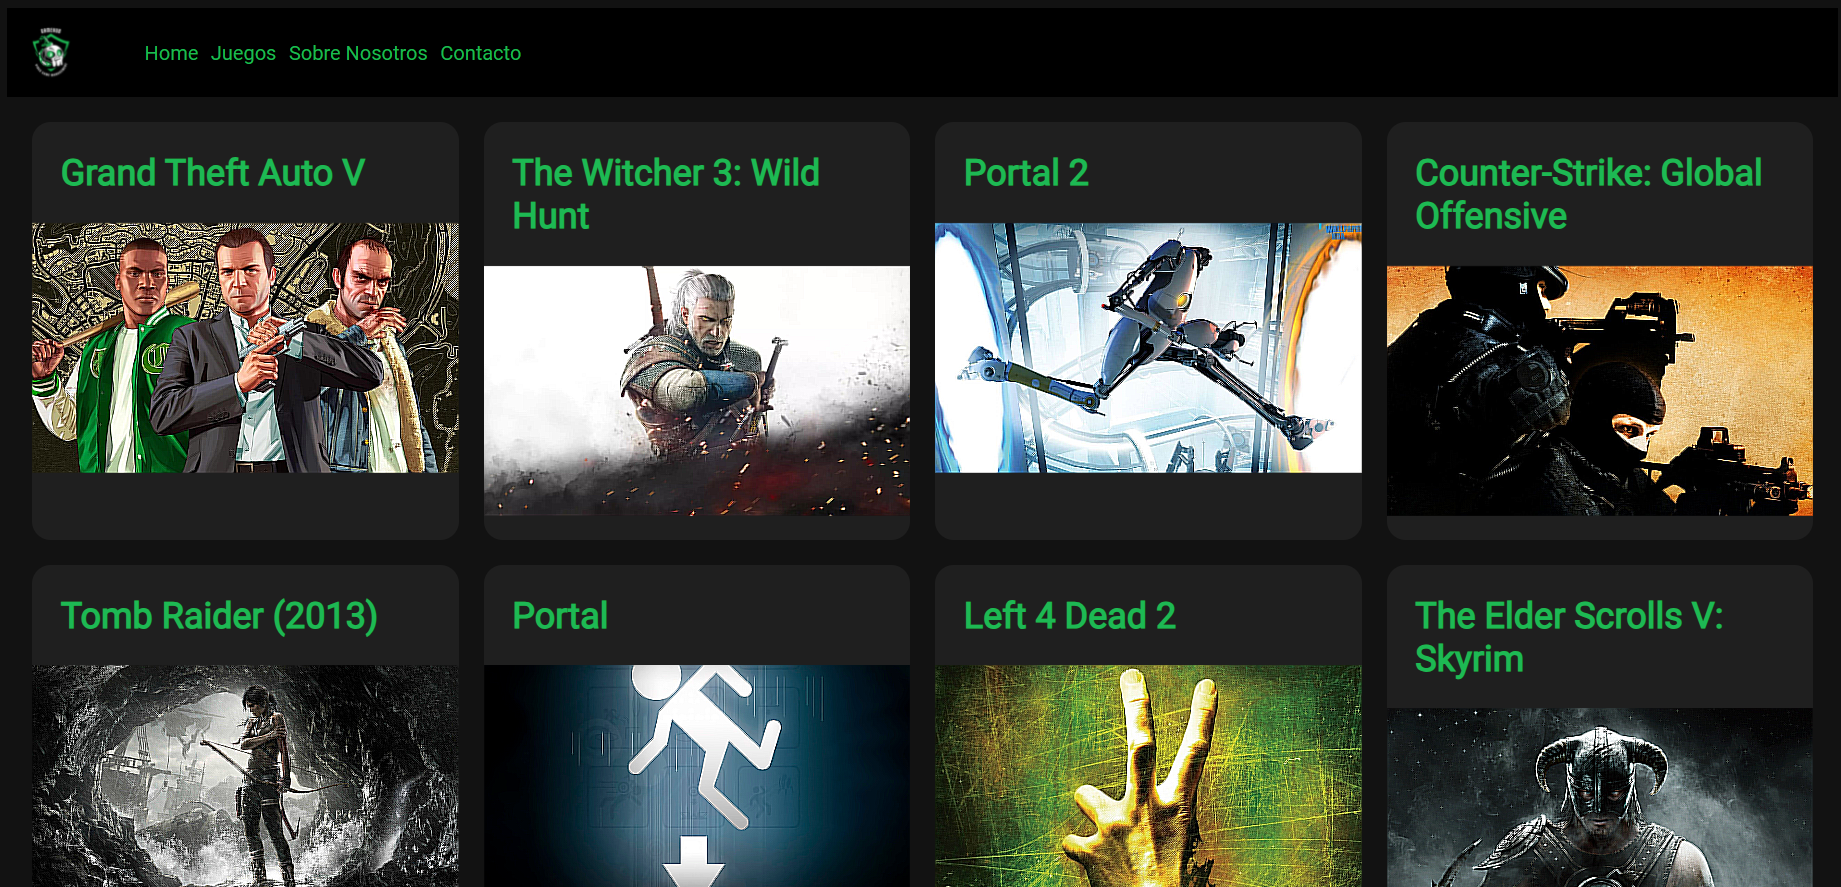 Home Juegos Sobre Nosotros Contacto
Grand Theft Auto V
The Witcher 3: Wild
Hunt
Portal 2
Counter-Strike: Global
Offensive
Tomb Raider (2013)
Portal
Left 4 Dead 2
The Elder Scrolls V:
Skyrim